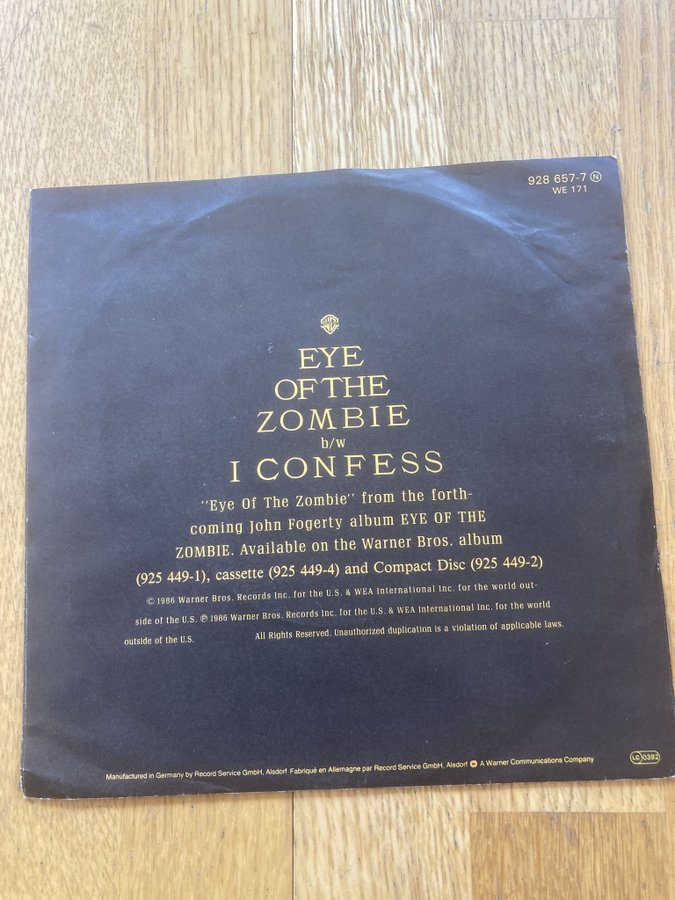 928 657-7 Ⓝ
WE 171
EYE
OF THE
ZOMBIE
b/w
I CONFESS
"Eye Of The Zombie" from the forth-
coming John Fogerty album EYE OF THE
ZOMBIE. Available on the Warner Bros. album
(925 449-1), cassette (925 449-4) and Compact Disc (925 449-2)
© 1986 Warner Bros. Records Inc. for the U.S. & WEA International Inc. for the world out-
side of the U.S. ℗ 1986 Warner Bros. Records Inc. for the U.S. & WEA International Inc. for the world
outside of the U.S. All Rights Reserved. Unauthorized duplication is a violation of applicable laws.
Manufactured in Germany by Record Service GmbH, Alsdorf Fabriqué en Allemagne par Record Service GmbH, Alsdorf A Warner Communications Company
LC 0392